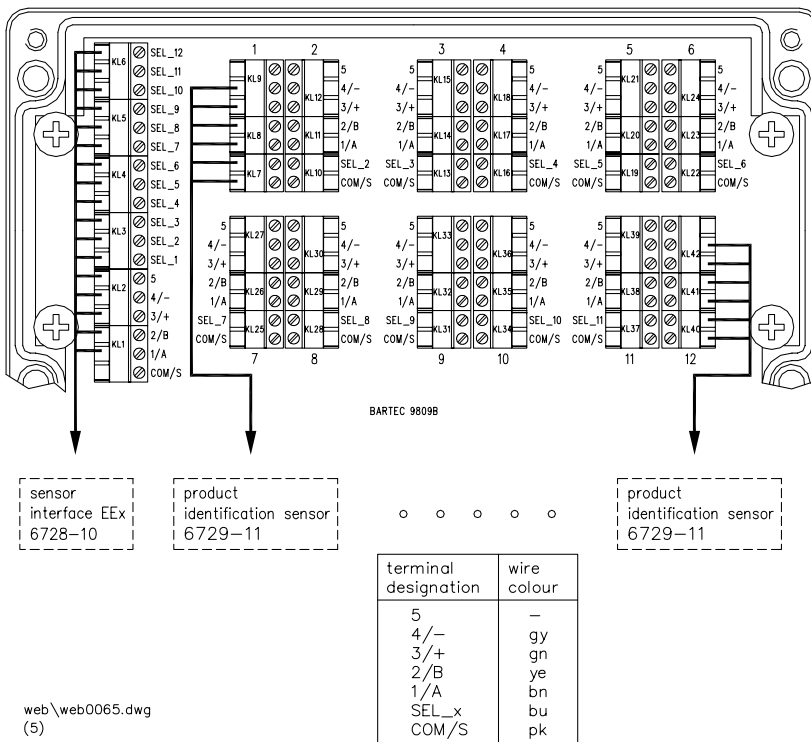 KL6
SEL_12
SEL_11
SEL_10
KL5
SEL_9
SEL_8
SEL_7
KL4
SEL_6
SEL_5
SEL_4
KL3
SEL_3
SEL_2
SEL_1
KL2
5
4/-
3/+
KL1
2/B
1/A
COM/S
1 2
KL9
KL12
KL8 KL11
KL7 KL10
5
4/-
3/+
2/B
1/A
SEL_2
COM/S
3 4
5
4/-
3/+
2/B
1/A
SEL_3
COM/S
KL15
KL18
KL14 KL17
KL13 KL16
5
4/-
3/+
2/B
1/A
SEL_4
COM/S
5 6
5
4/-
3/+
2/B
1/A
SEL_5
COM/S
KL21
KL24
KL20 KL23
KL19 KL22
5
4/-
3/+
2/B
1/A
SEL_6
COM/S
5
4/-
3/+
2/B
1/A
SEL_7
COM/S
KL27
KL30
KL26 KL29
KL25 KL28
5
4/-
3/+
2/B
1/A
SEL_8
COM/S
7 8
5
4/-
3/+
2/B
1/A
SEL_9
COM/S
KL33
KL36
KL32 KL35
KL31 KL34
5
4/-
3/+
2/B
1/A
SEL_10
COM/S
9 10
5
4/-
3/+
2/B
1/A
SEL_11
COM/S
KL39
KL42
KL38 KL41
KL37 KL40
11 12
BARTEC 9809B
sensor
interface EEx
6728-10
product
identification sensor
6729-11
product
identification sensor
6729-11
terminal designation wire colour
5 -
4/- gy
3/+ gn
2/B ye
1/A bn
SEL_x bu
COM/S pk
web\web0065.dwg
(5)